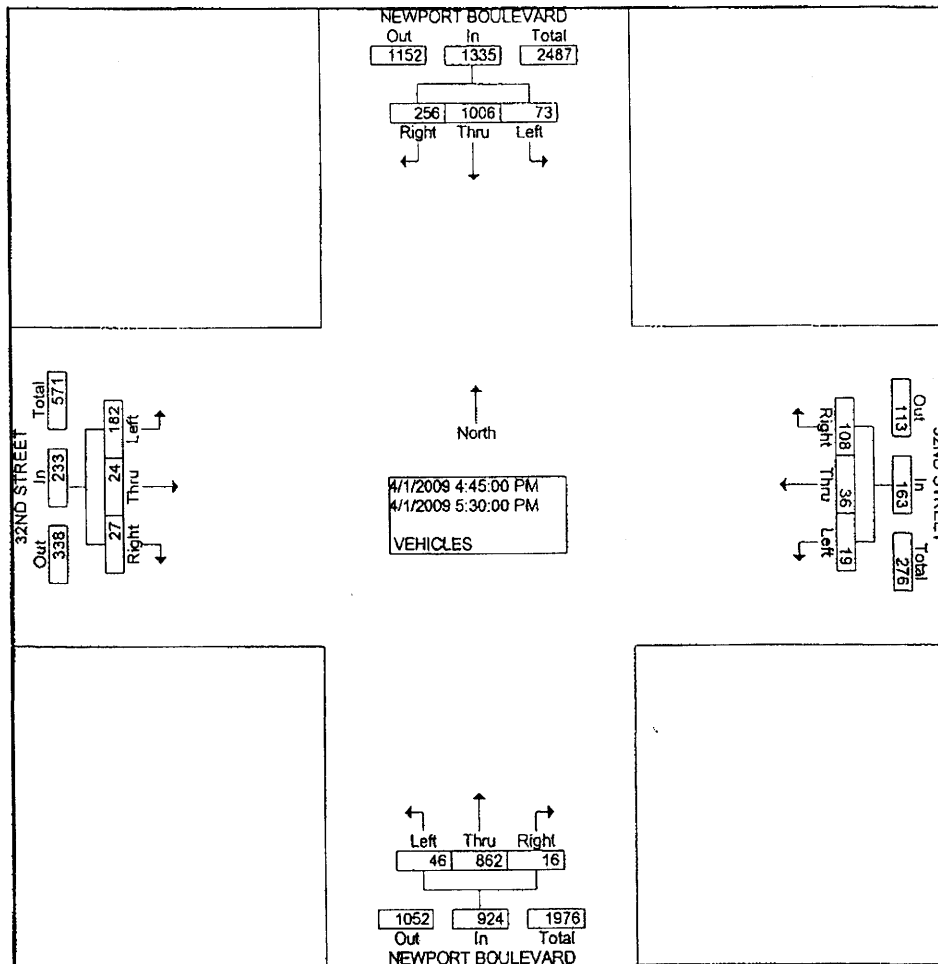 NEWPORT BOULEVARD
Out In Total
1152 1335 2487
256 1006 73
Right Thru Left
32ND STREET
Total In Out
571 233 338
182 24 27
Left Thru Right
North
4/1/2009 4:45:00 PM
4/1/2009 5:30:00 PM
VEHICLES
Right Thru Left
108 36 19
Out In Total
113 163 276
Left Thru Right
46 862 16
1052 924 1976
Out In Total
NEWPORT BOULEVARD